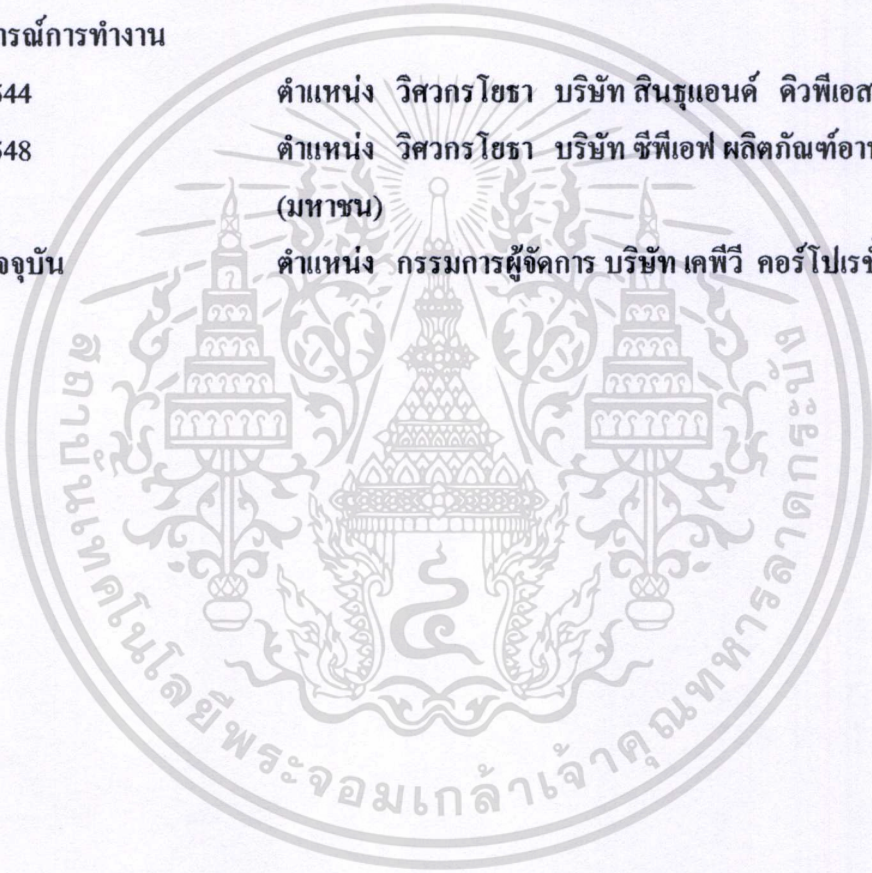 รณ์การทำงาน
544 ตำแหน่ง วิศวกรโยธา บริษัท สินธุแอนด์ ดิวพีเอส
548 ตำแหน่ง วิศวกรโยธา บริษัท ซีพีเอฟ ผลิตภัณฑ์อาห
(มหาชน)
จจุบัน ตำแหน่ง กรรมการผู้จัดการ บริษัท เคพีวี คอร์โปเรชั
๔
สถาบันเทคโนโลยีพระจอมเกล้าเจ้าคุณทหารลาดกระบัง